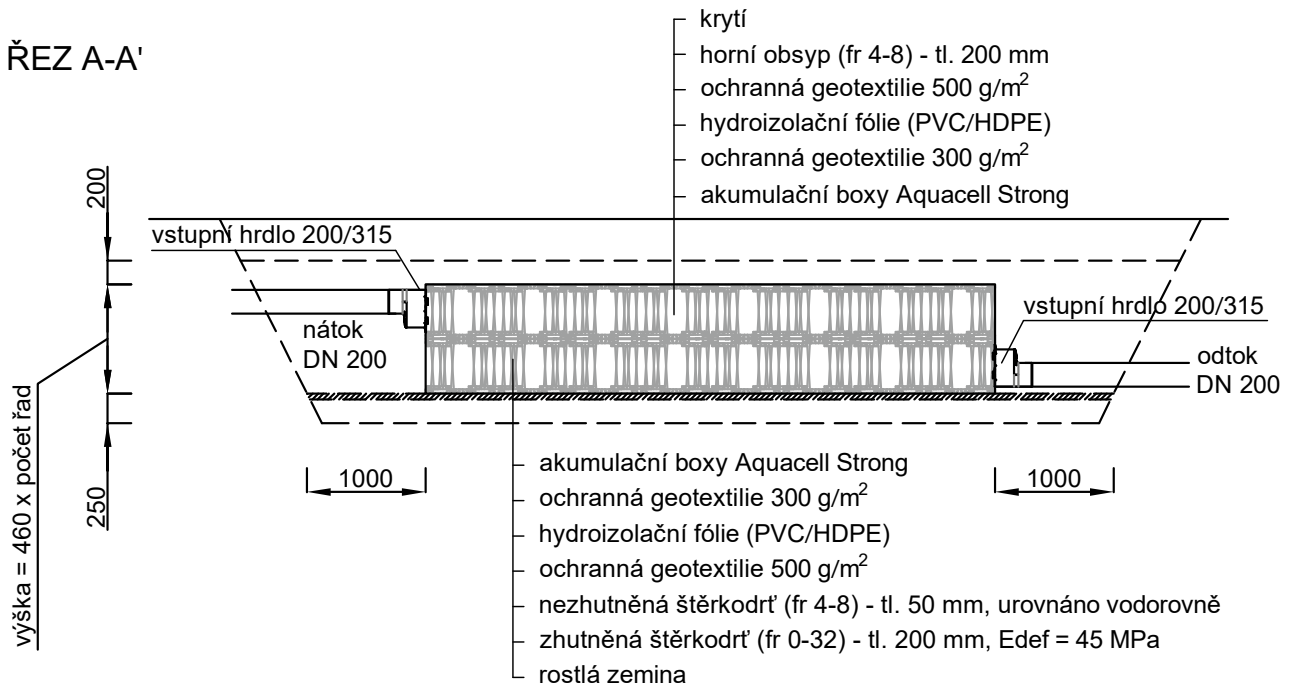 ŘEZ A-A'
krytí
horní obsyp (fr 4-8) - tl. 200 mm
ochranná geotextilie 500 g/m²
hydroizolační fólie (PVC/HDPE)
ochranná geotextilie 300 g/m²
akumulační boxy Aquacell Strong
200
vstupní hrdlo 200/315
vstupní hrdlo 200/315
nátok
DN 200
odtok
DN 200
výška = 460 x počet řad
250
1000
1000
akumulační boxy Aquacell Strong
ochranná geotextilie 300 g/m²
hydroizolační fólie (PVC/HDPE)
ochranná geotextilie 500 g/m²
nezhutněná štěrkodrť (fr 4-8) - tl. 50 mm, urovnáno vodorovně
zhutněná štěrkodrť (fr 0-32) - tl. 200 mm, Edef = 45 MPa
rostlá zemina